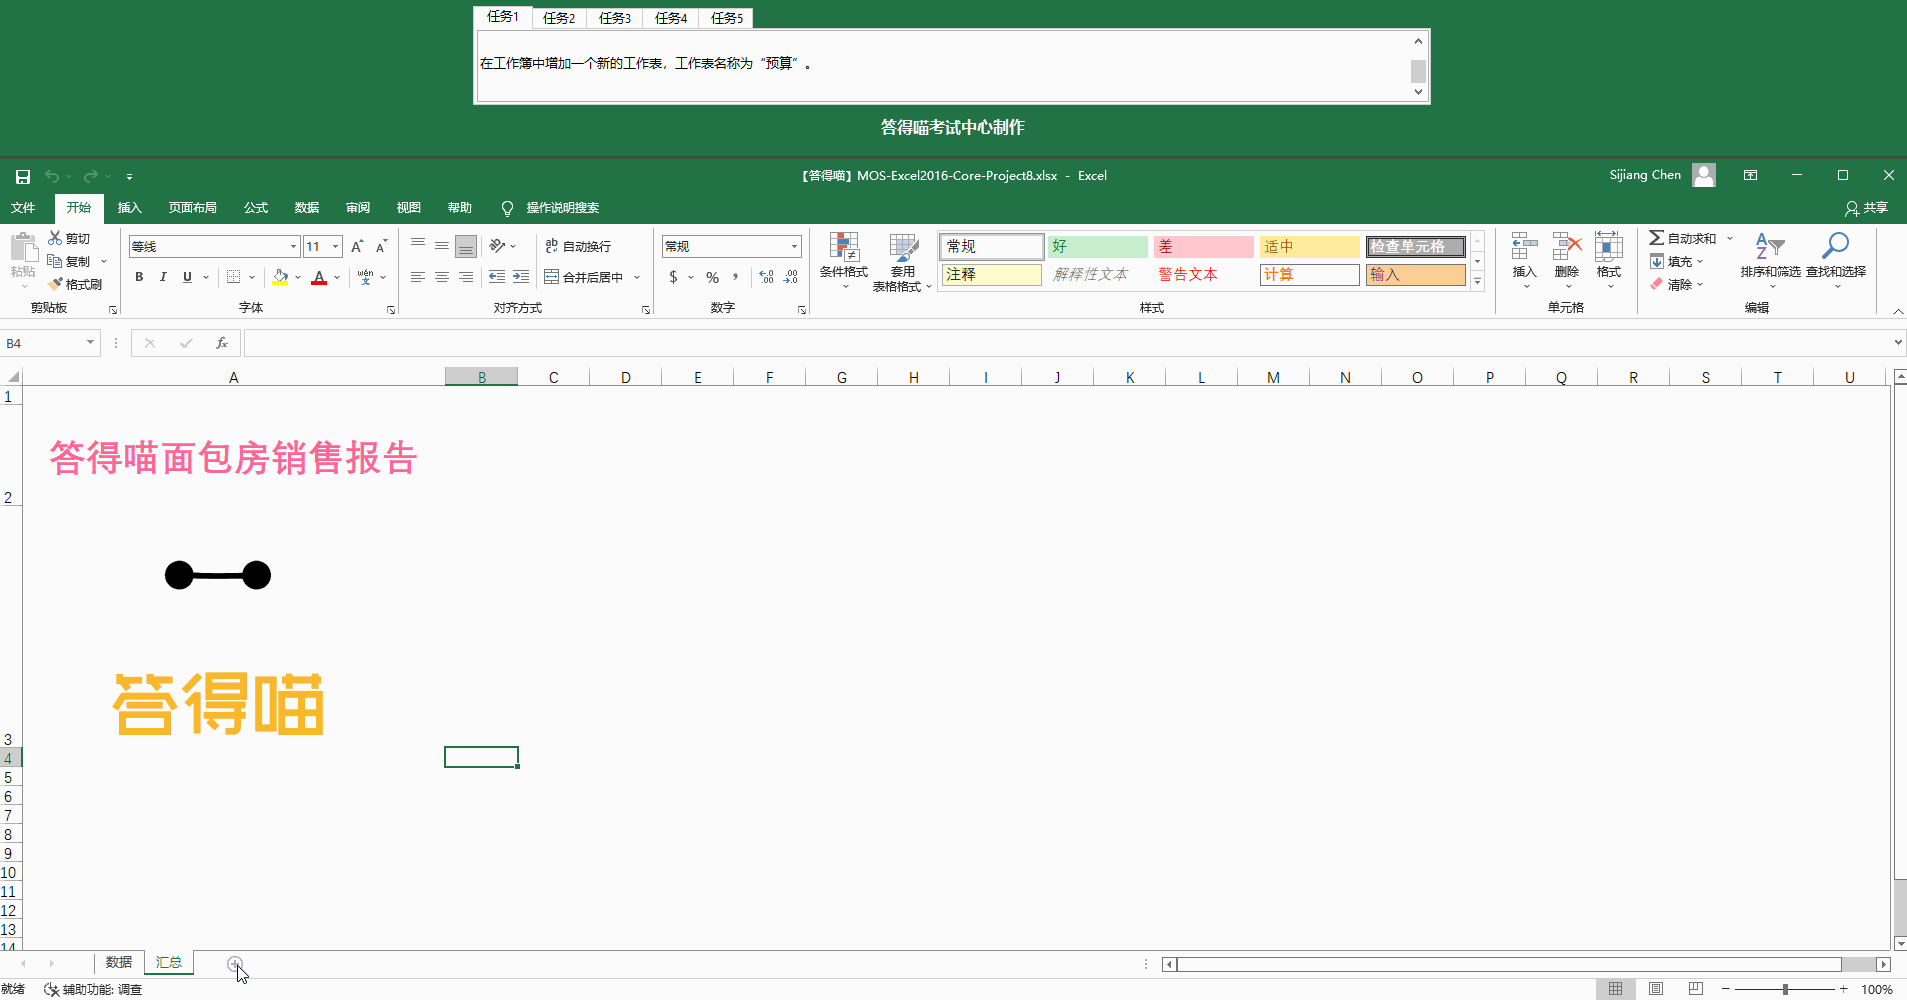 任务1 任务2 任务3 任务4 任务5
在工作簿中增加一个新的工作表，工作表名称为“预算”。
答得喵考试中心制作
【答得喵】MOS-Excel2016-Core-Project8.xlsx - Excel
Sijiang Chen
文件 开始 插入 页面布局 公式 数据 审阅 视图 帮助 操作说明搜索 共享
粘贴 剪切 复制 格式刷 剪贴板
等线 11 A A B I U A wén 文 字体
ab 自动换行 合并后居中 对齐方式
常规 $ % , .00 数字
条件格式 套用 表格格式
常规 好 差 适中 检查单元格
注释 解释性文本 警告文本 计算 输入
样式
插入 删除 格式 单元格
自动求和 填充 清除 排序和筛选 查找和选择 编辑
B4 fx
A B C D E F G H I J K L M N O P Q R S T U
1
答得喵面包房销售报告
2
答得喵
3
4
5
6
7
8
9
10
11
12
13
14
数据 汇总
就绪 辅助功能: 调查 100%